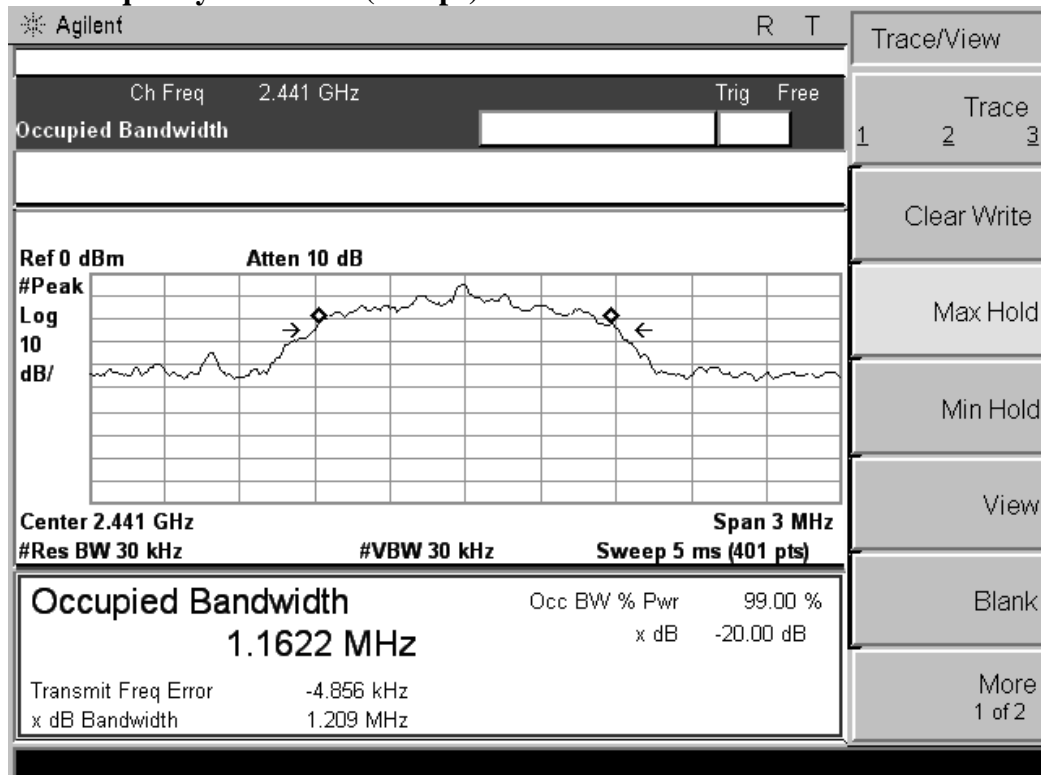 Agilent R T
Trace/View
Ch Freq 2.441 GHz Trig Free
Occupied Bandwidth
Trace
1 2 3
Clear Write
Max Hold
Min Hold
View
Blank
More
1 of 2
Ref 0 dBm Atten 10 dB
#Peak
Log
10
dB/
Center 2.441 GHz Span 3 MHz
#Res BW 30 kHz #VBW 30 kHz Sweep 5 ms (401 pts)
Occupied Bandwidth
1.1622 MHz
Occ BW % Pwr 99.00 %
x dB -20.00 dB
Transmit Freq Error -4.856 kHz
x dB Bandwidth 1.209 MHz